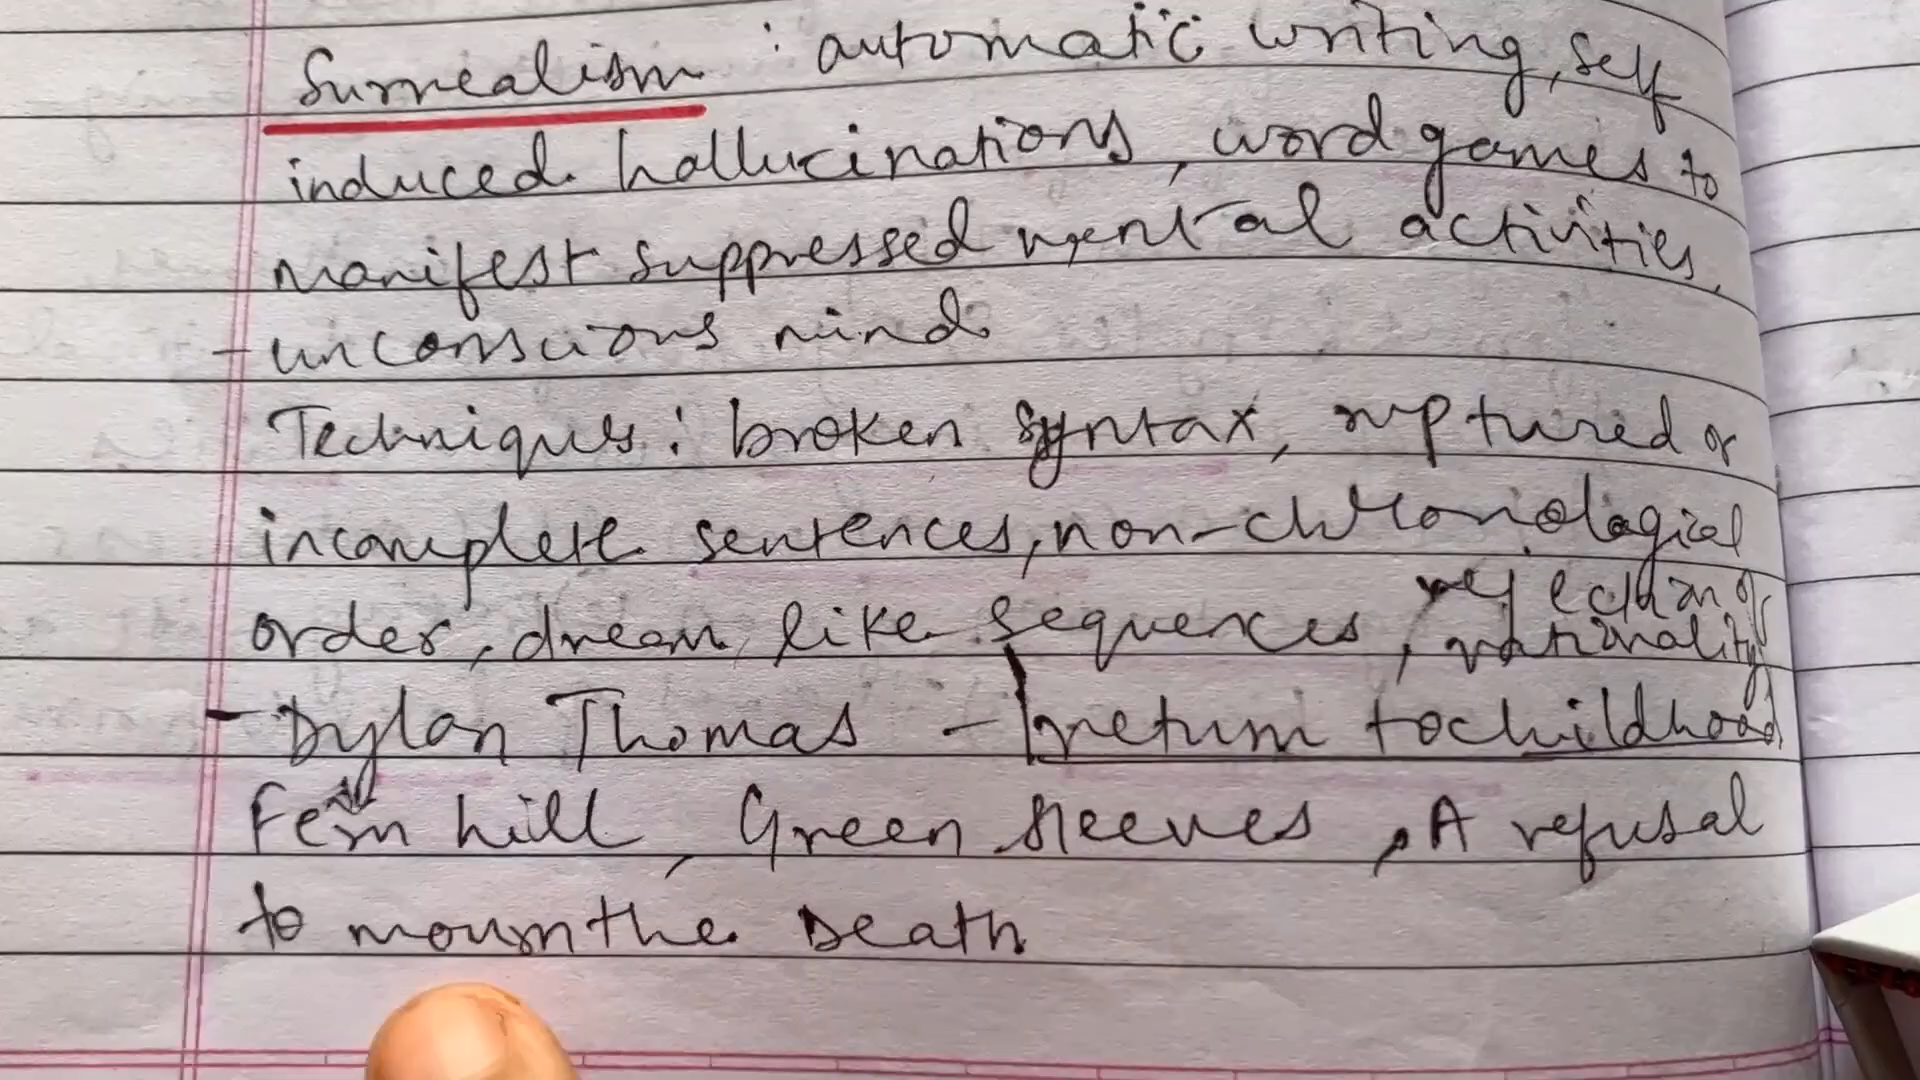 Surrealism : automatic writing, self
induced hallucinations, word games to
manifest suppressed mental activities,
- unconscious mind
Techniques : broken syntax, ruptured or
incomplete sentences, non-chronological
order, dream like sequences, rejection of rationality
- Dylan Thomas - return to childhood
Fern hill, Green sleeves, A refusal
to mourn the Death